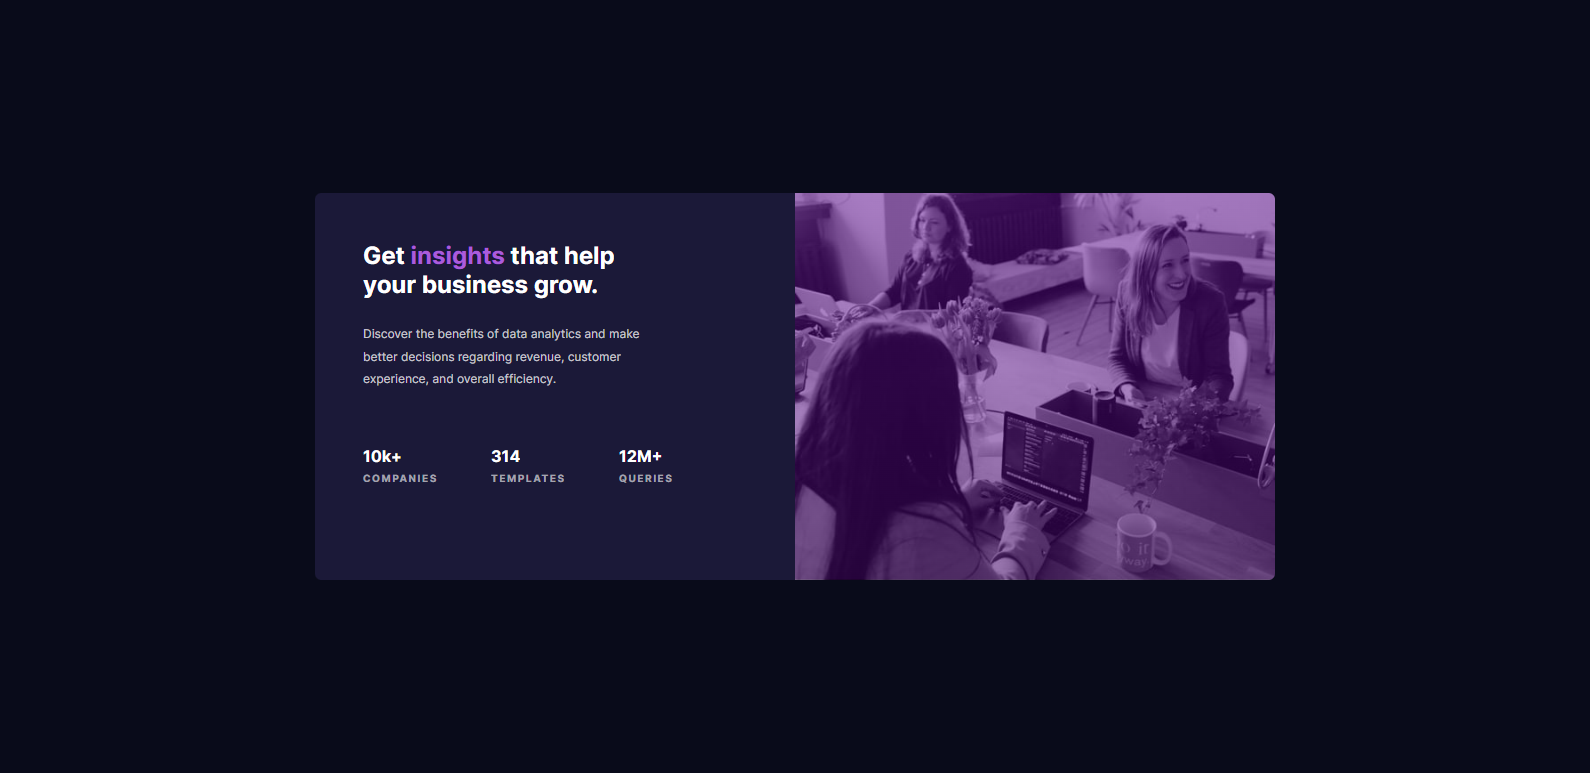 Get insights that help
your business grow.
Discover the benefits of data analytics and make
better decisions regarding revenue, customer
experience, and overall efficiency.
10k+ 314 12M+
COMPANIES TEMPLATES QUERIES